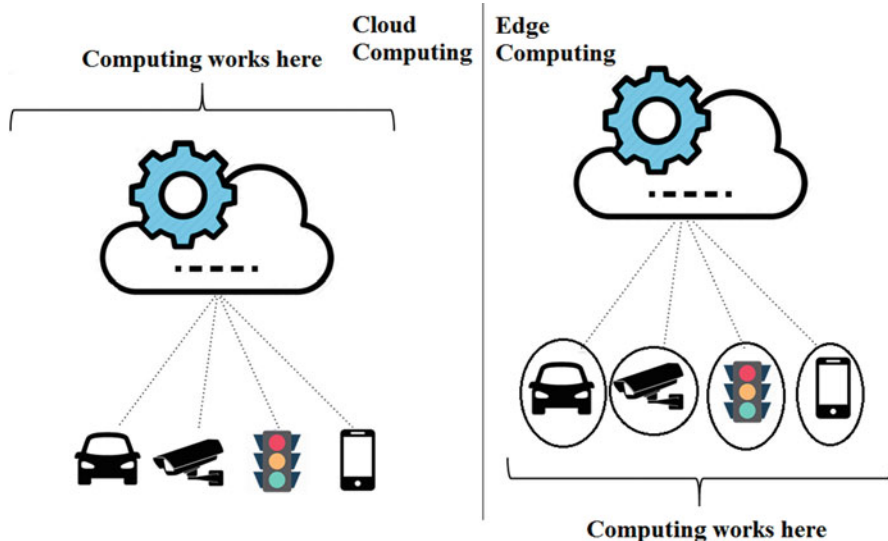 Cloud
Computing
Computing works here
Edge
Computing
Computing works here